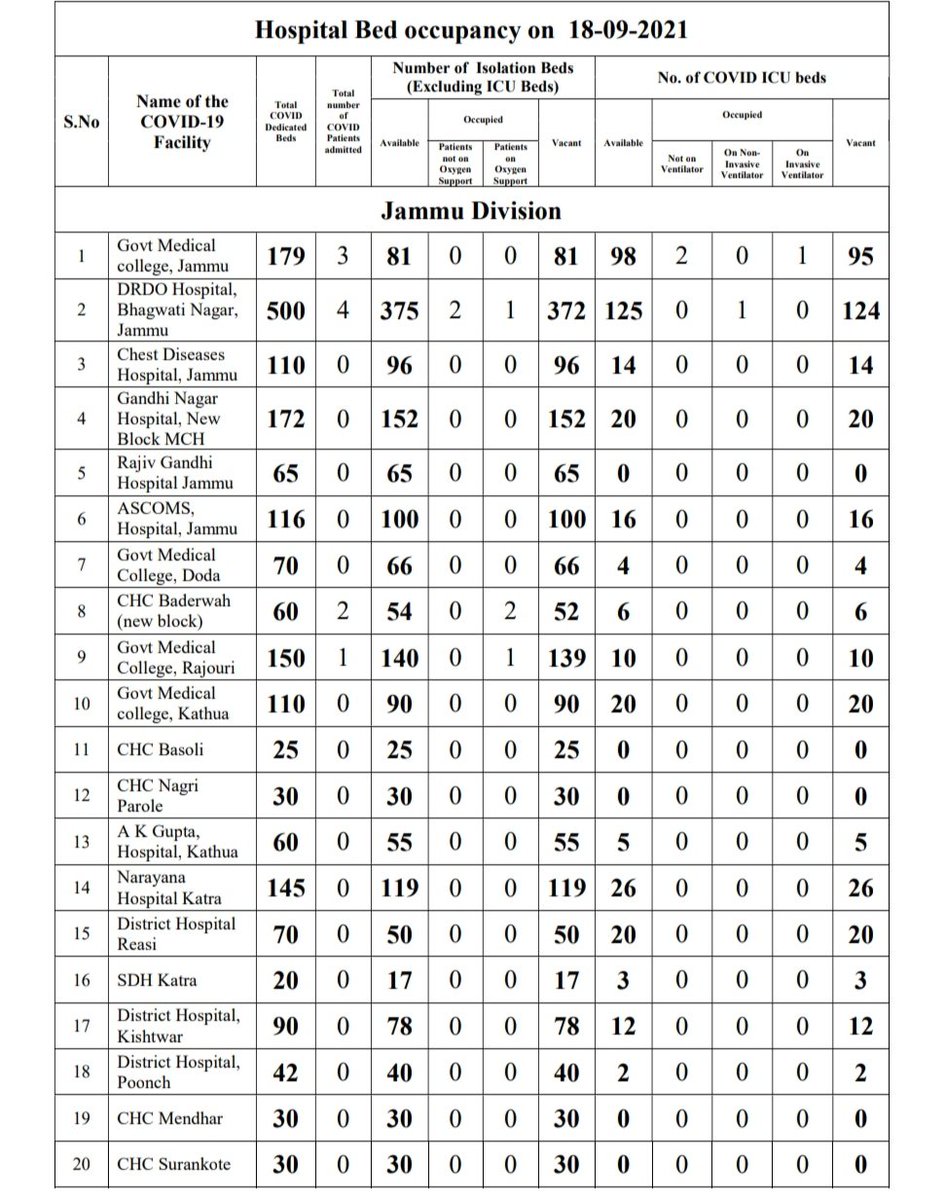 Hospital Bed occupancy on 18-09-2021
S.No
Name of the
COVID-19
Facility
Total
COVID
Dedicated
Beds
Total
number
of
COVID
Patients
admitted
Number of Isolation Beds
(Excluding ICU Beds)
No. of COVID ICU beds
Available
Occupied
Patients
not on
Oxygen
Support
Patients
on
Oxygen
Support
Vacant
Available
Occupied
Not on
Ventilator
On Non-
Invasive
Ventilator
On
Invasive
Ventilator
Vacant
Jammu Division
1 Govt Medical
college, Jammu 179 3 81 0 0 81 98 2 0 1 95
2 DRDO Hospital,
Bhagwati Nagar,
Jammu 500 4 375 2 1 372 125 0 1 0 124
3 Chest Diseases
Hospital, Jammu 110 0 96 0 0 96 14 0 0 0 14
4 Gandhi Nagar
Hospital, New
Block MCH 172 0 152 0 0 152 20 0 0 0 20
5 Rajiv Gandhi
Hospital Jammu 65 0 65 0 0 65 0 0 0 0 0
6 ASCOMS,
Hospital, Jammu 116 0 100 0 0 100 16 0 0 0 16
7 Govt Medical
College, Doda 70 0 66 0 0 66 4 0 0 0 4
8 CHC Baderwah
(new block) 60 2 54 0 2 52 6 0 0 0 6
9 Govt Medical
College, Rajouri 150 1 140 0 1 139 10 0 0 0 10
10 Govt Medical
college, Kathua 110 0 90 0 0 90 20 0 0 0 20
11 CHC Basoli 25 0 25 0 0 25 0 0 0 0 0
12 CHC Nagri
Parole 30 0 30 0 0 30 0 0 0 0 0
13 A K Gupta,
Hospital, Kathua 60 0 55 0 0 55 5 0 0 0 5
14 Narayana
Hospital Katra 145 0 119 0 0 119 26 0 0 0 26
15 District Hospital
Reasi 70 0 50 0 0 50 20 0 0 0 20
16 SDH Katra 20 0 17 0 0 17 3 0 0 0 3
17 District Hospital,
Kishtwar 90 0 78 0 0 78 12 0 0 0 12
18 District Hospital,
Poonch 42 0 40 0 0 40 2 0 0 0 2
19 CHC Mendhar 30 0 30 0 0 30 0 0 0 0 0
20 CHC Surankote 30 0 30 0 0 30 0 0 0 0 0